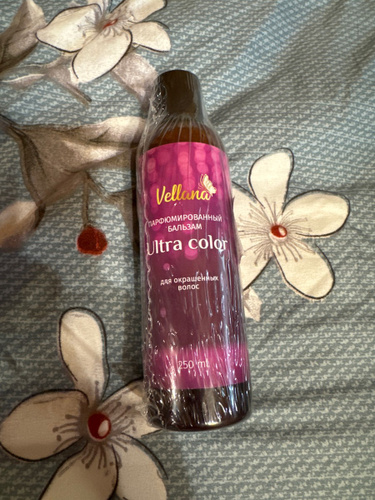 Vellana
ПАРФЮМИРОВАННЫЙ
БАЛЬЗАМ
Ultra color
для окрашенных
волос
250 ml